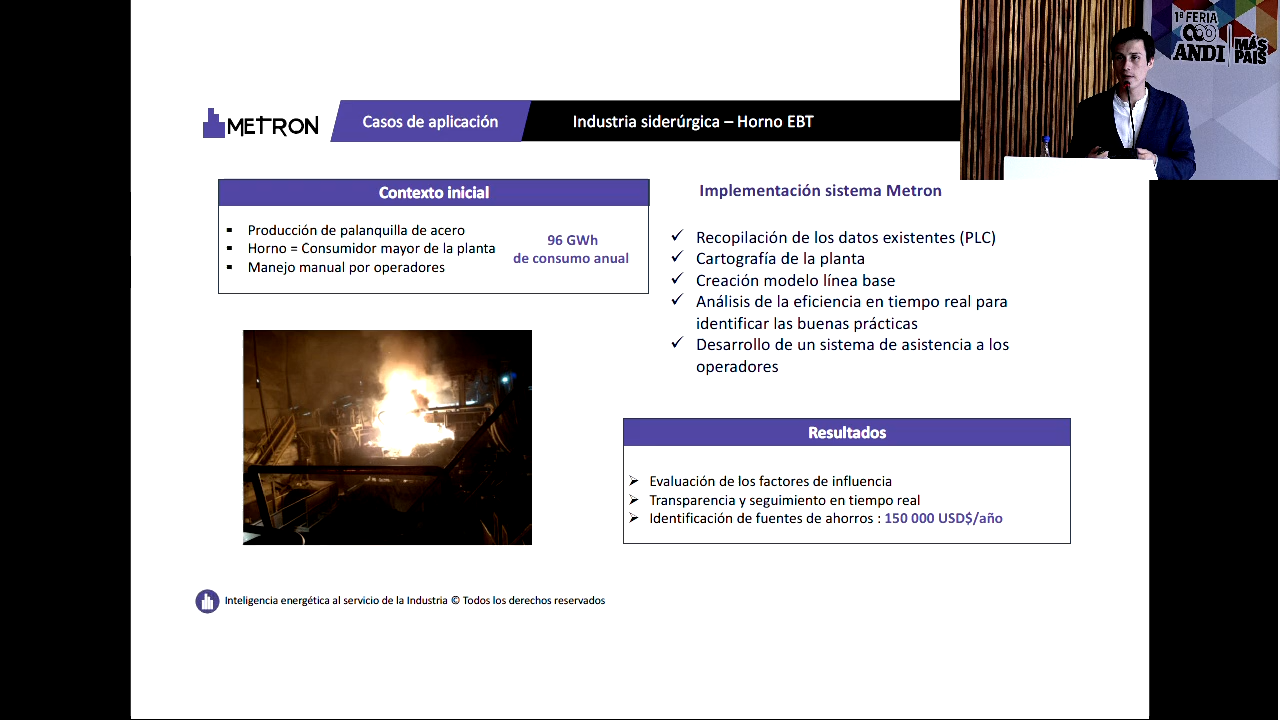 1ª FERIA
ANDI
MÁS
PAÍS
METRON
Casos de aplicación
Industria siderúrgica – Horno EBT
Contexto inicial
▪ Producción de palanquilla de acero
▪ Horno = Consumidor mayor de la planta
▪ Manejo manual por operadores
96 GWh
de consumo anual
Implementación sistema Metron
✓ Recopilación de los datos existentes (PLC)
✓ Cartografía de la planta
✓ Creación modelo línea base
✓ Análisis de la eficiencia en tiempo real para
identificar las buenas prácticas
✓ Desarrollo de un sistema de asistencia a los
operadores
Resultados
➢ Evaluación de los factores de influencia
➢ Transparencia y seguimiento en tiempo real
➢ Identificación de fuentes de ahorros : 150 000 USD$/año
Inteligencia energética al servicio de la Industria © Todos los derechos reservados